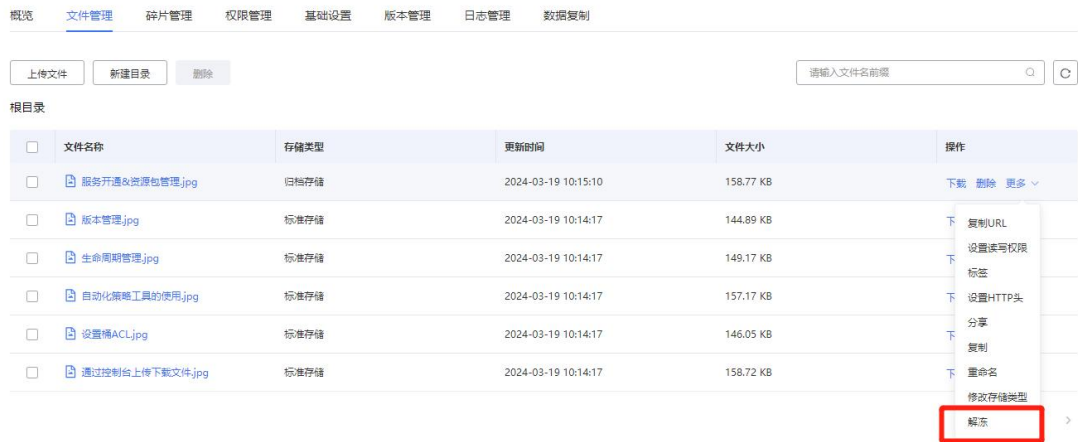 概览 文件管理 碎片管理 权限管理 基础设置 版本管理 日志管理 数据复制
上传文件 新建目录 删除 请输入文件名前缀
根目录
文件名称 存储类型 更新时间 文件大小 操作
服务开通&资源包管理.jpg 归档存储 2024-03-19 10:15:10 158.77 KB 下载 删除 更多
版本管理.jpg 标准存储 2024-03-19 10:14:17 144.89 KB 下
复制URL
设置读写权限
生命周期管理.jpg 标准存储 2024-03-19 10:14:17 149.17 KB 下
标签
自动化策略工具的使用.jpg 标准存储 2024-03-19 10:14:17 157.17 KB 下
设置HTTP头
分享
设置桶ACL.jpg 标准存储 2024-03-19 10:14:17 146.05 KB 下
复制
通过控制台上传下载文件.jpg 标准存储 2024-03-19 10:14:17 158.72 KB 下
重命名
修改存储类型
解冻